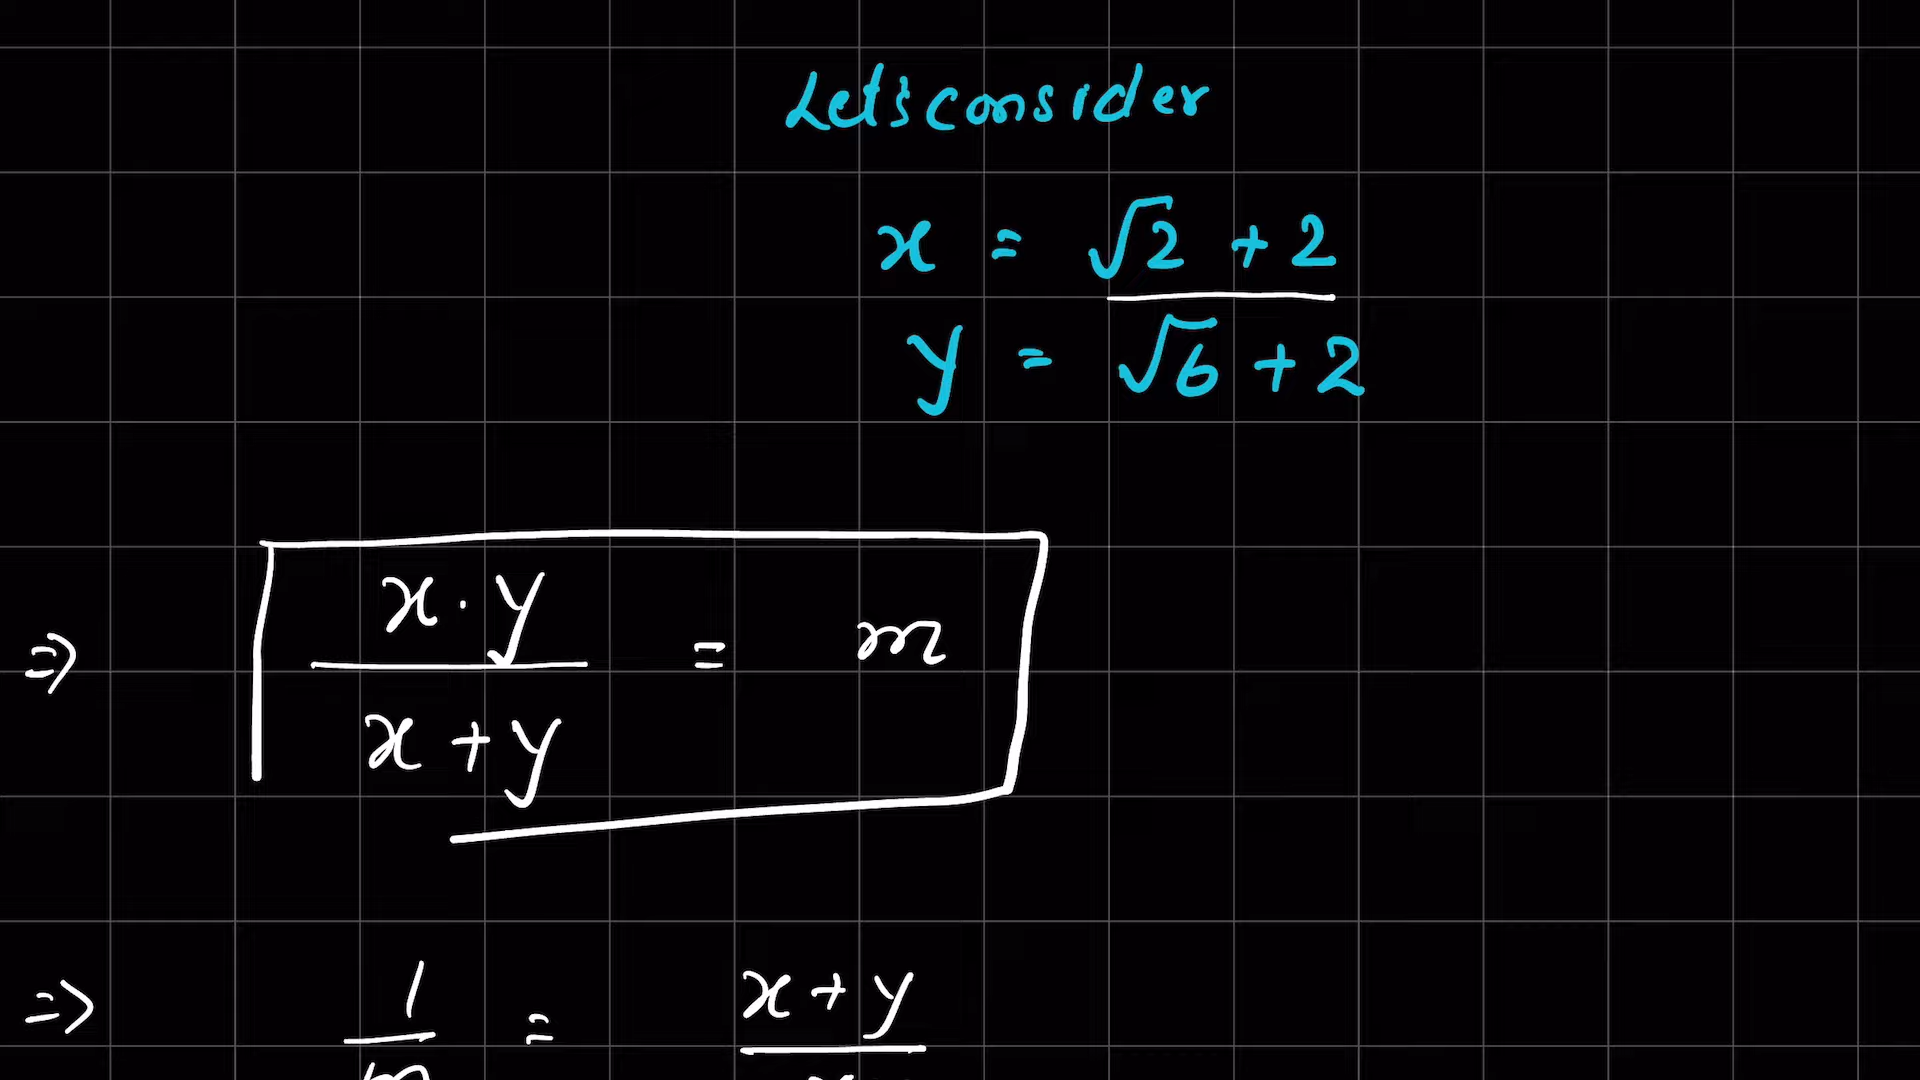 Let's consider
x = √2 + 2
y = √6 + 2
=> x · y / x + y = m
=> 1 / m = x + y /